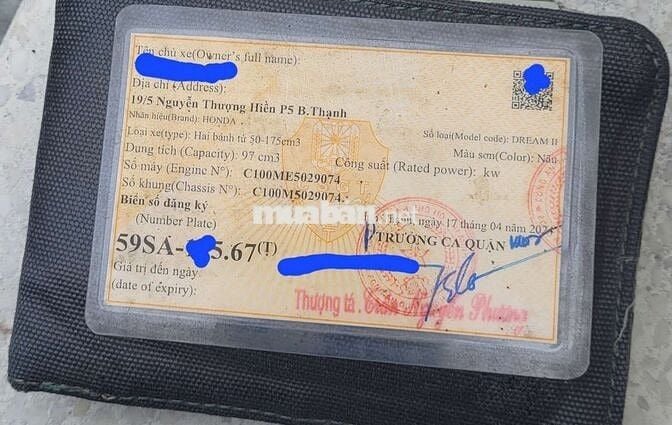 Tên chủ xe(Owner's full name):
Địa chỉ (Address):
19/5 Nguyễn Thượng Hiền P5 B.Thạnh
Nhãn hiệu(Brand): HONDA
Số loại(Model code): DREAM II
Loại xe(type): Hai bánh từ 50-175cm3
Màu sơn(Color): Nâu
Dung tích (Capacity): 97 cm3
Công suất (Rated power): kw
Số máy (Engine N°): C100ME5029074
Số khung(Chassis N°): C100M5029074.
muaban
Biển số đăng ký
(Number Plate)
ngày 17 tháng 04 năm
TRƯỞNG CA QUẬN
59SA- 5.67(T)
Giá trị đến ngày
(date of expiry):
Thượng tá . Nguyên Phương